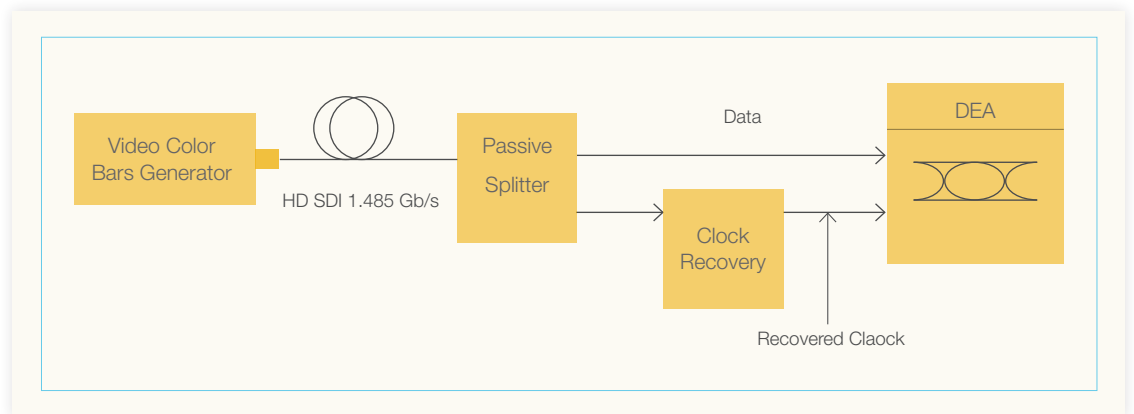 Video Color
Bars Generator
HD SDI 1.485 Gb/s
Passive
Splitter
Data
Clock
Recovery
Recovered Claock
DEA